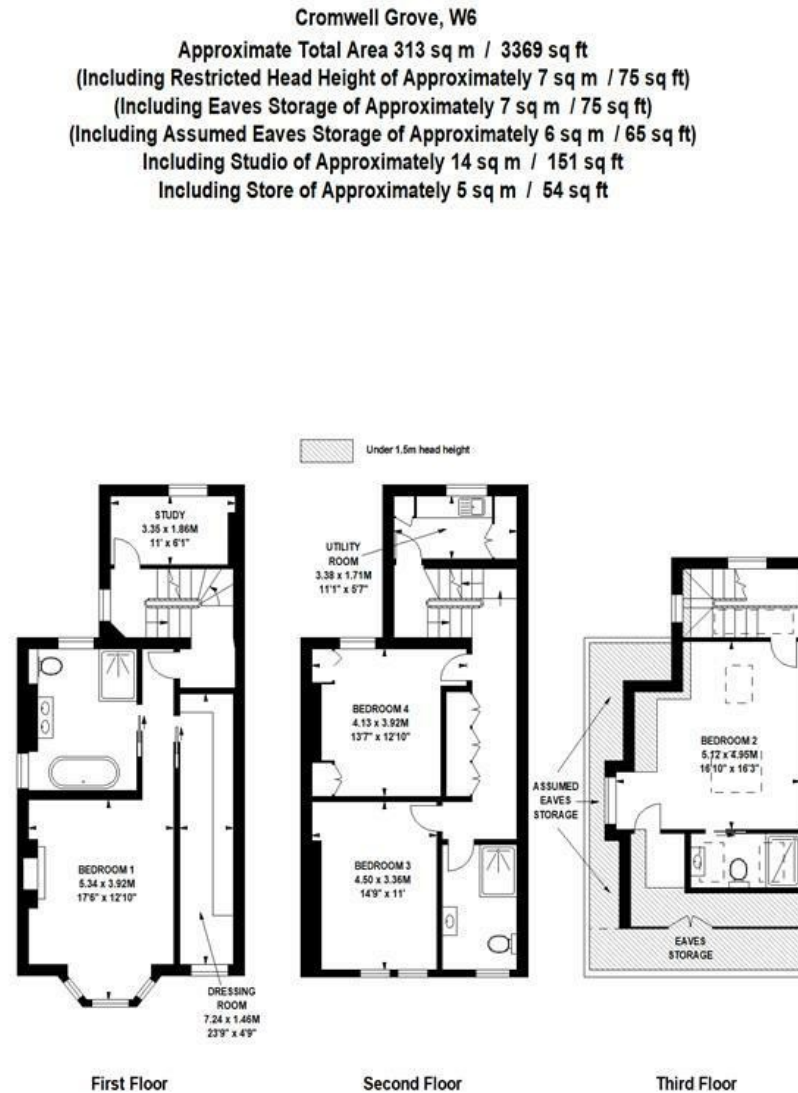 Cromwell Grove, W6
Approximate Total Area 313 sq m / 3369 sq ft
(Including Restricted Head Height of Approximately 7 sq m / 75 sq ft)
(Including Eaves Storage of Approximately 7 sq m / 75 sq ft)
(Including Assumed Eaves Storage of Approximately 6 sq m / 65 sq ft)
Including Studio of Approximately 14 sq m / 151 sq ft
Including Store of Approximately 5 sq m / 54 sq ft
Under 1.5m head height
STUDY
3.35 x 1.86M
11' x 6'1"
BEDROOM 1
5.34 x 3.92M
17'6" x 12'10"
DRESSING
ROOM
7.24 x 1.46M
23'9" x 4'9"
First Floor
UTILITY
ROOM
3.38 x 1.71M
11'1" x 5'7"
BEDROOM 4
4.13 x 3.92M
13'7" x 12'10"
BEDROOM 3
4.50 x 3.36M
14'9" x 11'
Second Floor
BEDROOM 2
5.12 x 4.95M
16'10" x 16'3"
ASSUMED
EAVES
STORAGE
EAVES
STORAGE
Third Floor